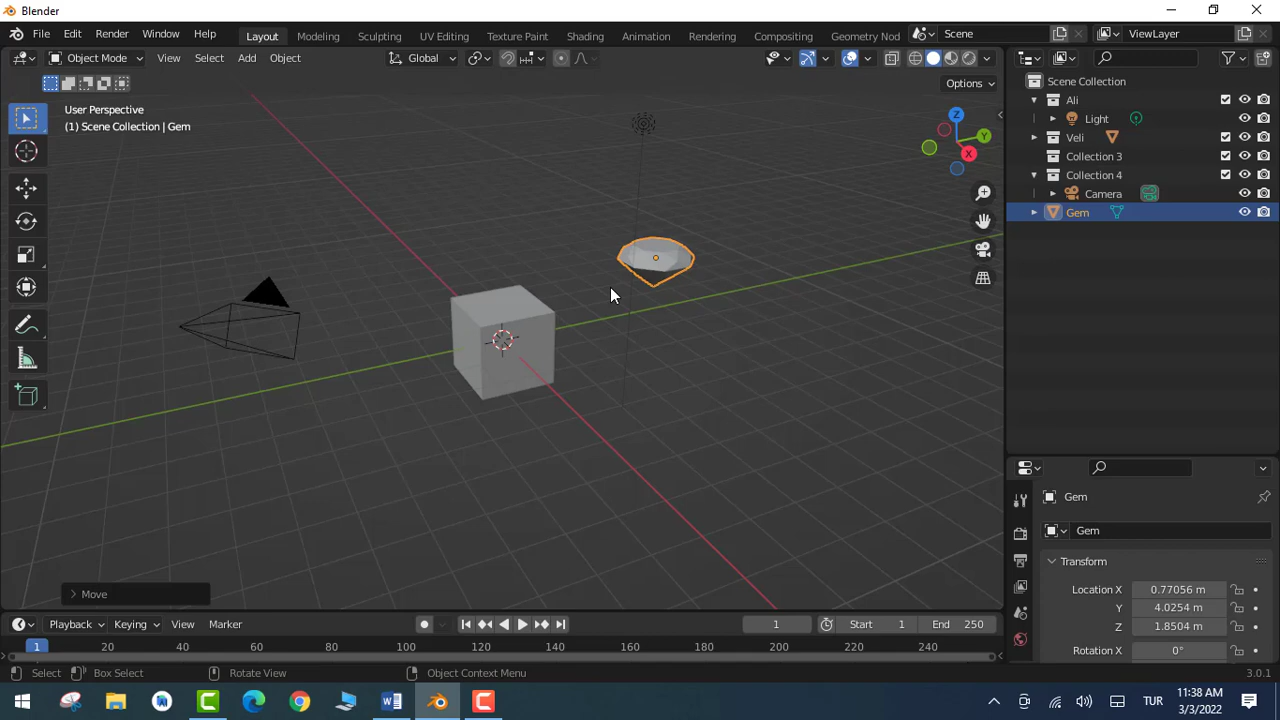 Blender
File Edit Render Window Help Layout Modeling Sculpting UV Editing Texture Paint Shading Animation Rendering Compositing Geometry Nod Scene ViewLayer
Object Mode View Select Add Object Global
Options
User Perspective
(1) Scene Collection | Gem
Z
Y
X
Scene Collection
Ali
Light
Veli
Collection 3
Collection 4
Camera
Gem
Gem
Gem
Transform
Location X 0.77056 m
Y 4.0254 m
Z 1.8504 m
Rotation X 0°
Move
Playback Keying View Marker 1 Start 1 End 250
1 20 40 60 80 100 120 140 160 180 200 220 240
Select Box Select Rotate View Object Context Menu 3.0.1
TUR 11:38 AM
3/3/2022